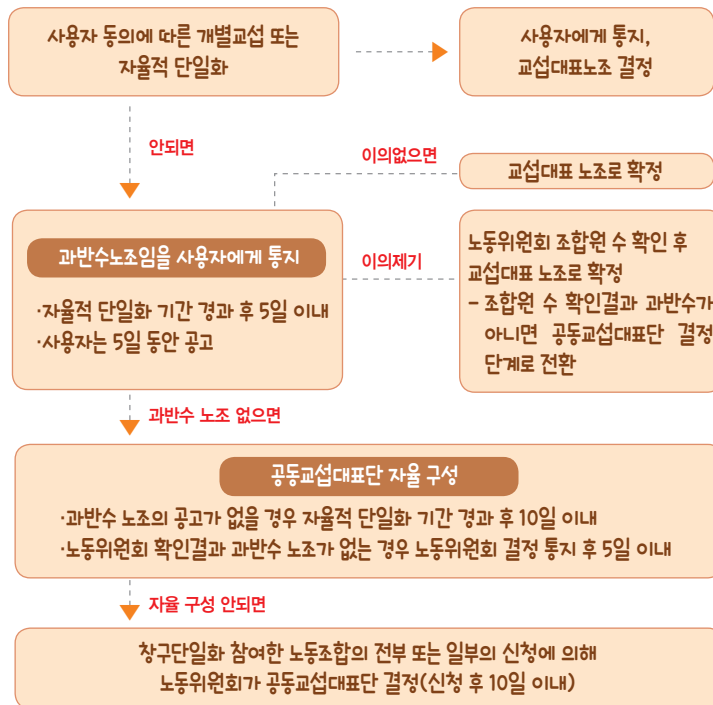 사용자 동의에 따른 개별교섭 또는
자율적 단일화
사용자에게 통지,
교섭대표노조 결정
안되면
이의없으면
교섭대표 노조로 확정
과반수노조임을 사용자에게 통지
·자율적 단일화 기간 경과 후 5일 이내
·사용자는 5일 동안 공고
이의제기
노동위원회 조합원 수 확인 후
교섭대표 노조로 확정
- 조합원 수 확인결과 과반수가
아니면 공동교섭대표단 결정
단계로 전환
과반수 노조 없으면
공동교섭대표단 자율 구성
·과반수 노조의 공고가 없을 경우 자율적 단일화 기간 경과 후 10일 이내
·노동위원회 확인결과 과반수 노조가 없는 경우 노동위원회 결정 통지 후 5일 이내
자율 구성 안되면
창구단일화 참여한 노동조합의 전부 또는 일부의 신청에 의해
노동위원회가 공동교섭대표단 결정(신청 후 10일 이내)